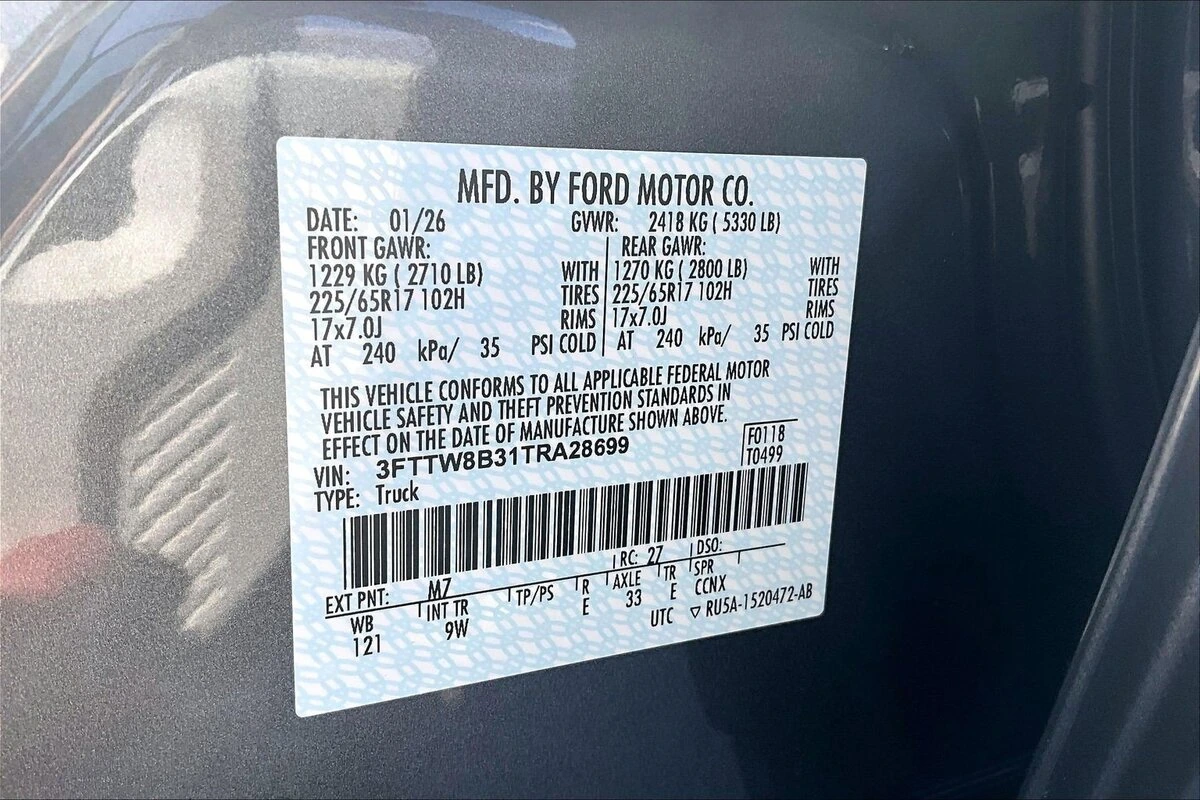 MFD. BY FORD MOTOR CO.
DATE: 01/26 GVWR: 2418 KG ( 5330 LB)
FRONT GAWR: REAR GAWR:
1229 KG ( 2710 LB) WITH 1270 KG ( 2800 LB) WITH
225/65R17 102H TIRES 225/65R17 102H TIRES
17x7.0J RIMS 17x7.0J RIMS
AT 240 kPa/ 35 PSI COLD AT 240 kPa/ 35 PSI COLD
THIS VEHICLE CONFORMS TO ALL APPLICABLE FEDERAL MOTOR
VEHICLE SAFETY AND THEFT PREVENTION STANDARDS IN
EFFECT ON THE DATE OF MANUFACTURE SHOWN ABOVE.
VIN: 3FTTW8B31TRA28699 F0118
TYPE: Truck T0499
EXT PNT: M7 RC: 27 DSO:
WB INT TR TP/PS R AXLE TR SPR
121 9W E 33 E CCNX
UTC ▽ RU5A-1520472-AB